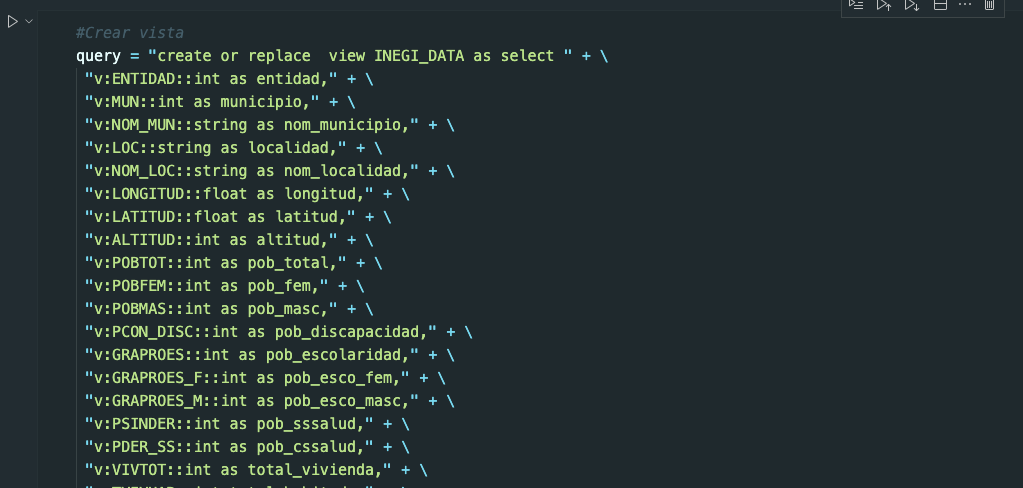 #Crear vista
query = "create or replace  view INEGI_DATA as select " + \
"v:ENTIDAD::int as entidad," + \
"v:MUN::int as municipio," + \
"v:NOM_MUN::string as nom_municipio," + \
"v:LOC::string as localidad," + \
"v:NOM_LOC::string as nom_localidad," + \
"v:LONGITUD::float as longitud," + \
"v:LATITUD::float as latitud," + \
"v:ALTITUD::int as altitud," + \
"v:POBTOT::int as pob_total," + \
"v:POBFEM::int as pob_fem," + \
"v:POBMAS::int as pob_masc," + \
"v:PCON_DISC::int as pob_discapacidad," + \
"v:GRAPROES::int as pob_escolaridad," + \
"v:GRAPROES_F::int as pob_esco_fem," + \
"v:GRAPROES_M::int as pob_esco_masc," + \
"v:PSINDER::int as pob_sssalud," + \
"v:PDER_SS::int as pob_cssalud," + \
"v:VIVTOT::int as total_vivienda," + \